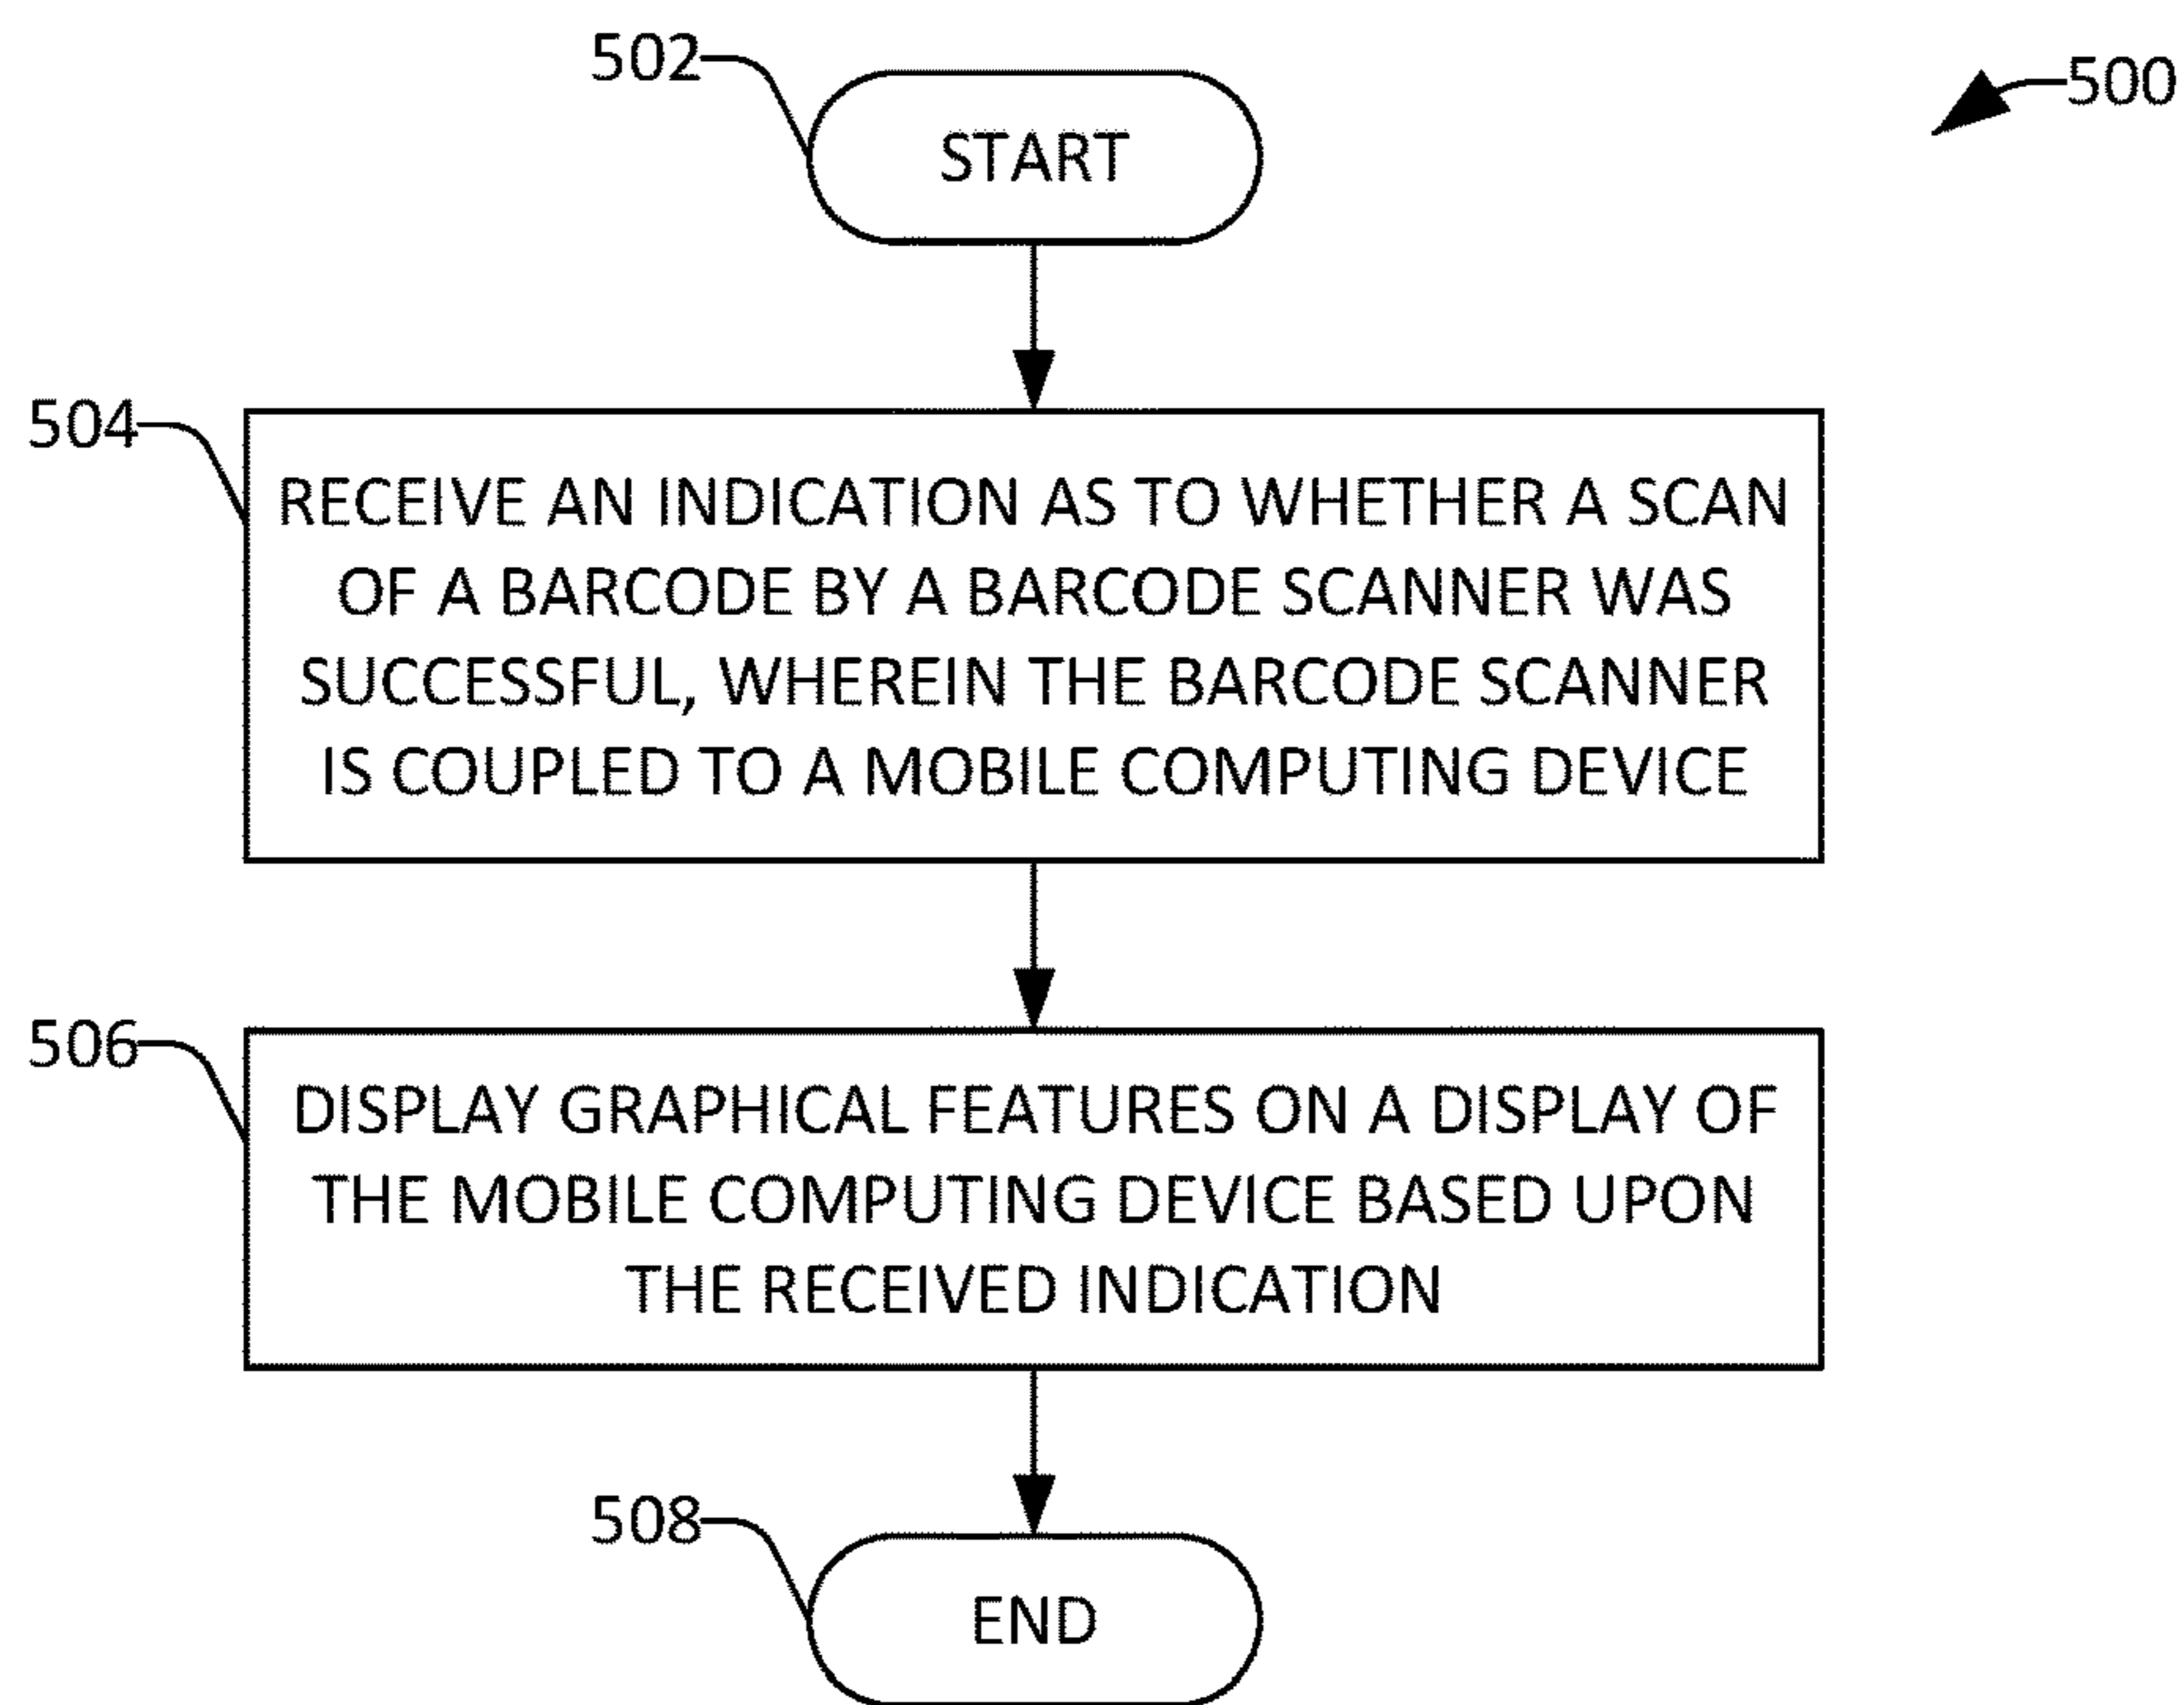 502
START
500
504
RECEIVE AN INDICATION AS TO WHETHER A SCAN
OF A BARCODE BY A BARCODE SCANNER WAS
SUCCESSFUL, WHEREIN THE BARCODE SCANNER
IS COUPLED TO A MOBILE COMPUTING DEVICE
506
DISPLAY GRAPHICAL FEATURES ON A DISPLAY OF
THE MOBILE COMPUTING DEVICE BASED UPON
THE RECEIVED INDICATION
508
END